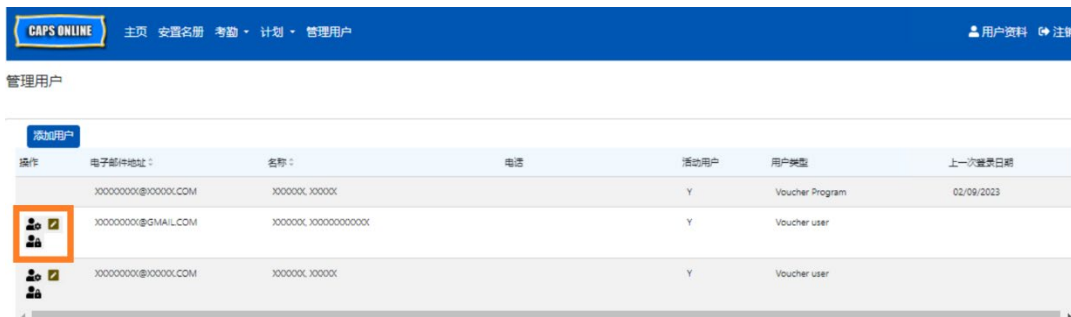 CAPS ONLINE 主页 安置名册 考勤 计划 管理用户 用户资料 注销
管理用户
添加用户
操作 电子邮件地址 名称 电话 活动用户 用户类型 上一次登录日期
XXXXXXXX@XXXXX.COM XXXXXX, XXXXX Y Voucher Program 02/09/2023
XXXXXXXX@GMAIL.COM XXXXXX, XXXXXXXXXXX Y Voucher user
XXXXXXXX@XXXXX.COM XXXXXX, XXXXX Y Voucher user